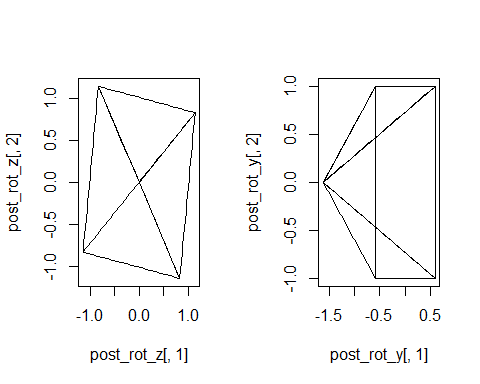 post_rot_z[, 2]
-1.0 -0.5 0.0 0.5 1.0
-1.0 0.0 1.0
post_rot_z[, 1]
post_rot_y[, 2]
-1.0 -0.5 0.0 0.5 1.0
-1.5 -0.5 0.5
post_rot_y[, 1]